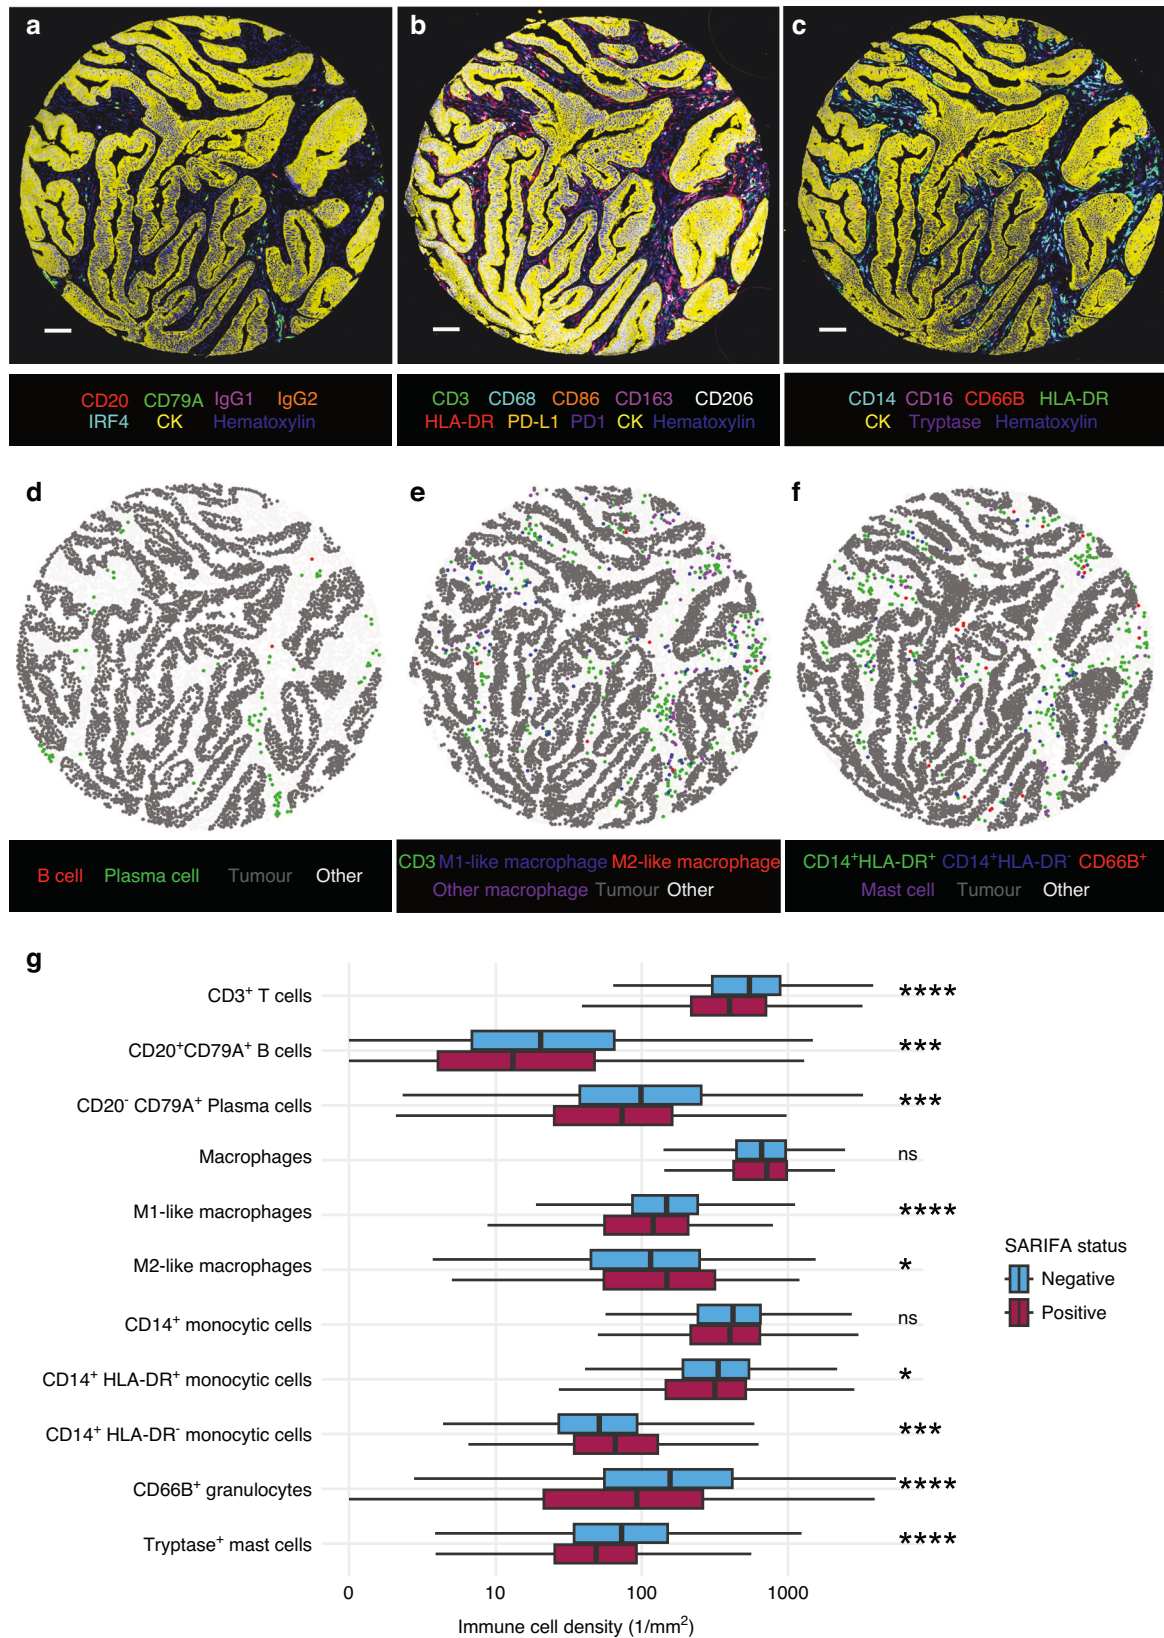 a
b
c
CD20 CD79A IgG1 IgG2
IRF4 CK Hematoxylin
CD3 CD68 CD86 CD163 CD206
HLA-DR PD-L1 PD1 CK Hematoxylin
CD14 CD16 CD66B HLA-DR
CK Tryptase Hematoxylin
d
e
f
B cell Plasma cell Tumour Other
CD3 M1-like macrophage M2-like macrophage
Other macrophage Tumour Other
CD14⁺HLA-DR⁺ CD14⁺HLA-DR⁻ CD66B⁺
Mast cell Tumour Other
g
CD3⁺ T cells ****
CD20⁺CD79A⁺ B cells ***
CD20⁻ CD79A⁺ Plasma cells ***
Macrophages ns
M1-like macrophages ****
M2-like macrophages *
CD14⁺ monocytic cells ns
CD14⁺ HLA-DR⁺ monocytic cells *
CD14⁺ HLA-DR⁻ monocytic cells ***
CD66B⁺ granulocytes ****
Tryptase⁺ mast cells ****
0 10 100 1000
Immune cell density (1/mm²)
SARIFA status
Negative
Positive